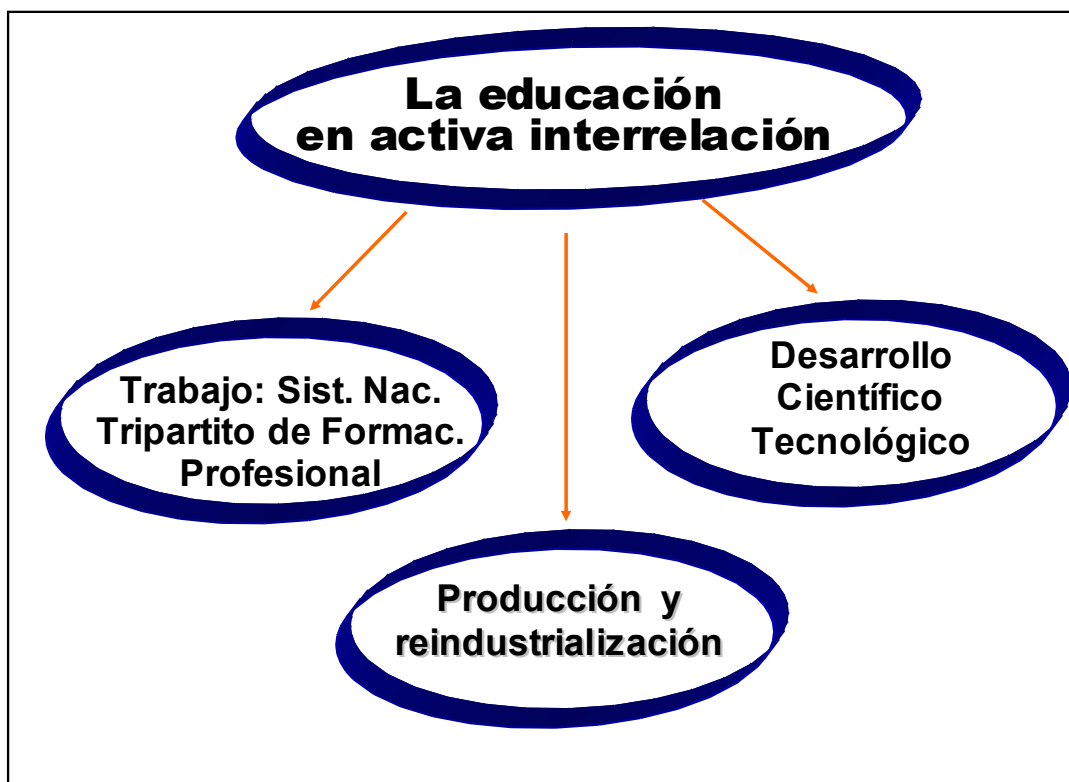 La educación
en activa interrelación
Trabajo: Sist. Nac.
Tripartito de Formac.
Profesional
Desarrollo
Científico
Tecnológico
Producción y
reindustrialización